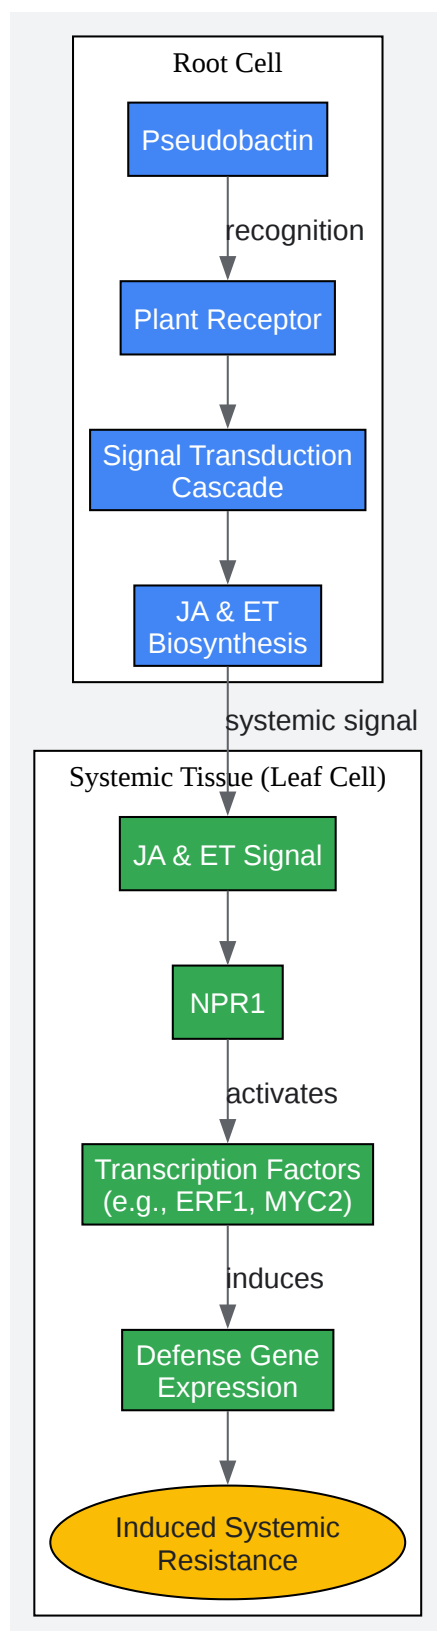 Root Cell
Pseudobactin
recognition
Plant Receptor
Signal Transduction
Cascade
JA & ET
Biosynthesis
systemic signal
Systemic Tissue (Leaf Cell)
JA & ET Signal
NPR1
activates
Transcription Factors
(e.g., ERF1, MYC2)
induces
Defense Gene
Expression
Induced Systemic
Resistance